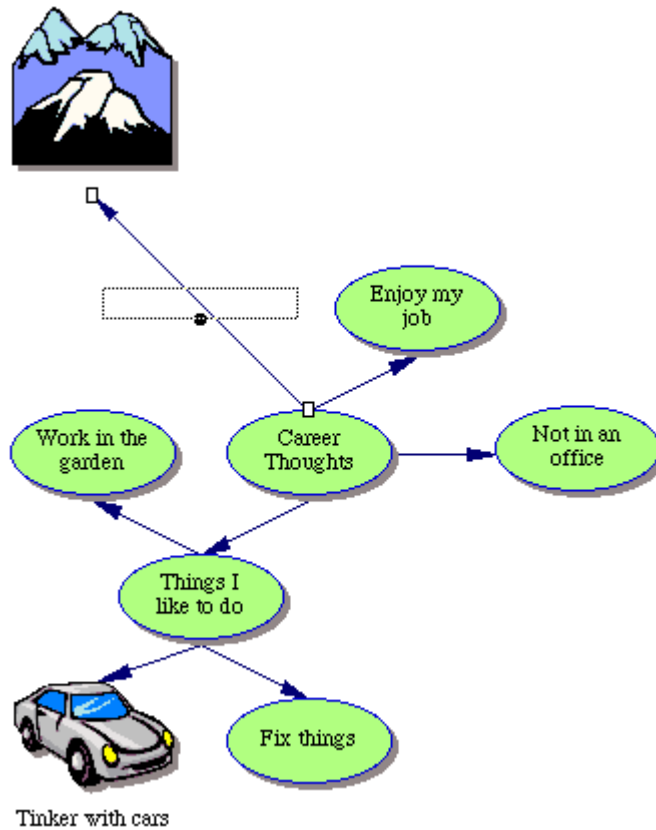 Enjoy my
job
Work in the
garden
Career
Thoughts
Not in an
office
Things I
like to do
Fix things
Tinker with cars